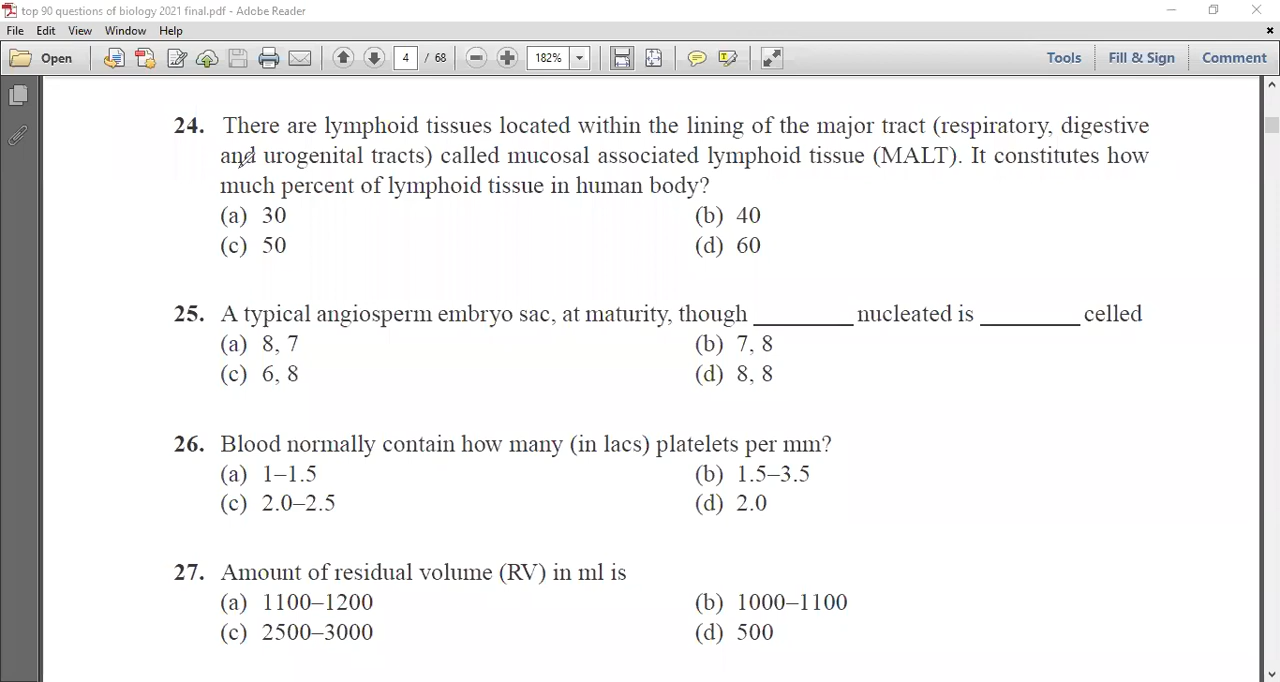 top 90 questions of biology 2021 final.pdf - Adobe Reader
File Edit View Window Help
Open 4 / 68 182% Tools Fill & Sign Comment
24. There are lymphoid tissues located within the lining of the major tract (respiratory, digestive
and urogenital tracts) called mucosal associated lymphoid tissue (MALT). It constitutes how
much percent of lymphoid tissue in human body?
(a) 30 (b) 40
(c) 50 (d) 60
25. A typical angiosperm embryo sac, at maturity, though ________ nucleated is ________ celled
(a) 8, 7 (b) 7, 8
(c) 6, 8 (d) 8, 8
26. Blood normally contain how many (in lacs) platelets per mm?
(a) 1–1.5 (b) 1.5–3.5
(c) 2.0–2.5 (d) 2.0
27. Amount of residual volume (RV) in ml is
(a) 1100–1200 (b) 1000–1100
(c) 2500–3000 (d) 500